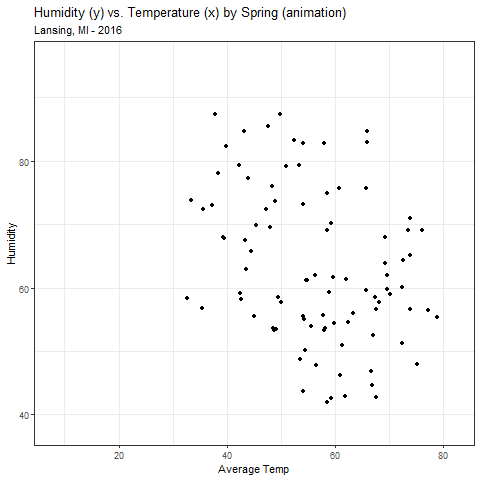 Humidity (y) vs. Temperature (x) by Spring (animation)
Lansing, MI - 2016
80
60
40
Humidity
20
40
60
80
Average Temp